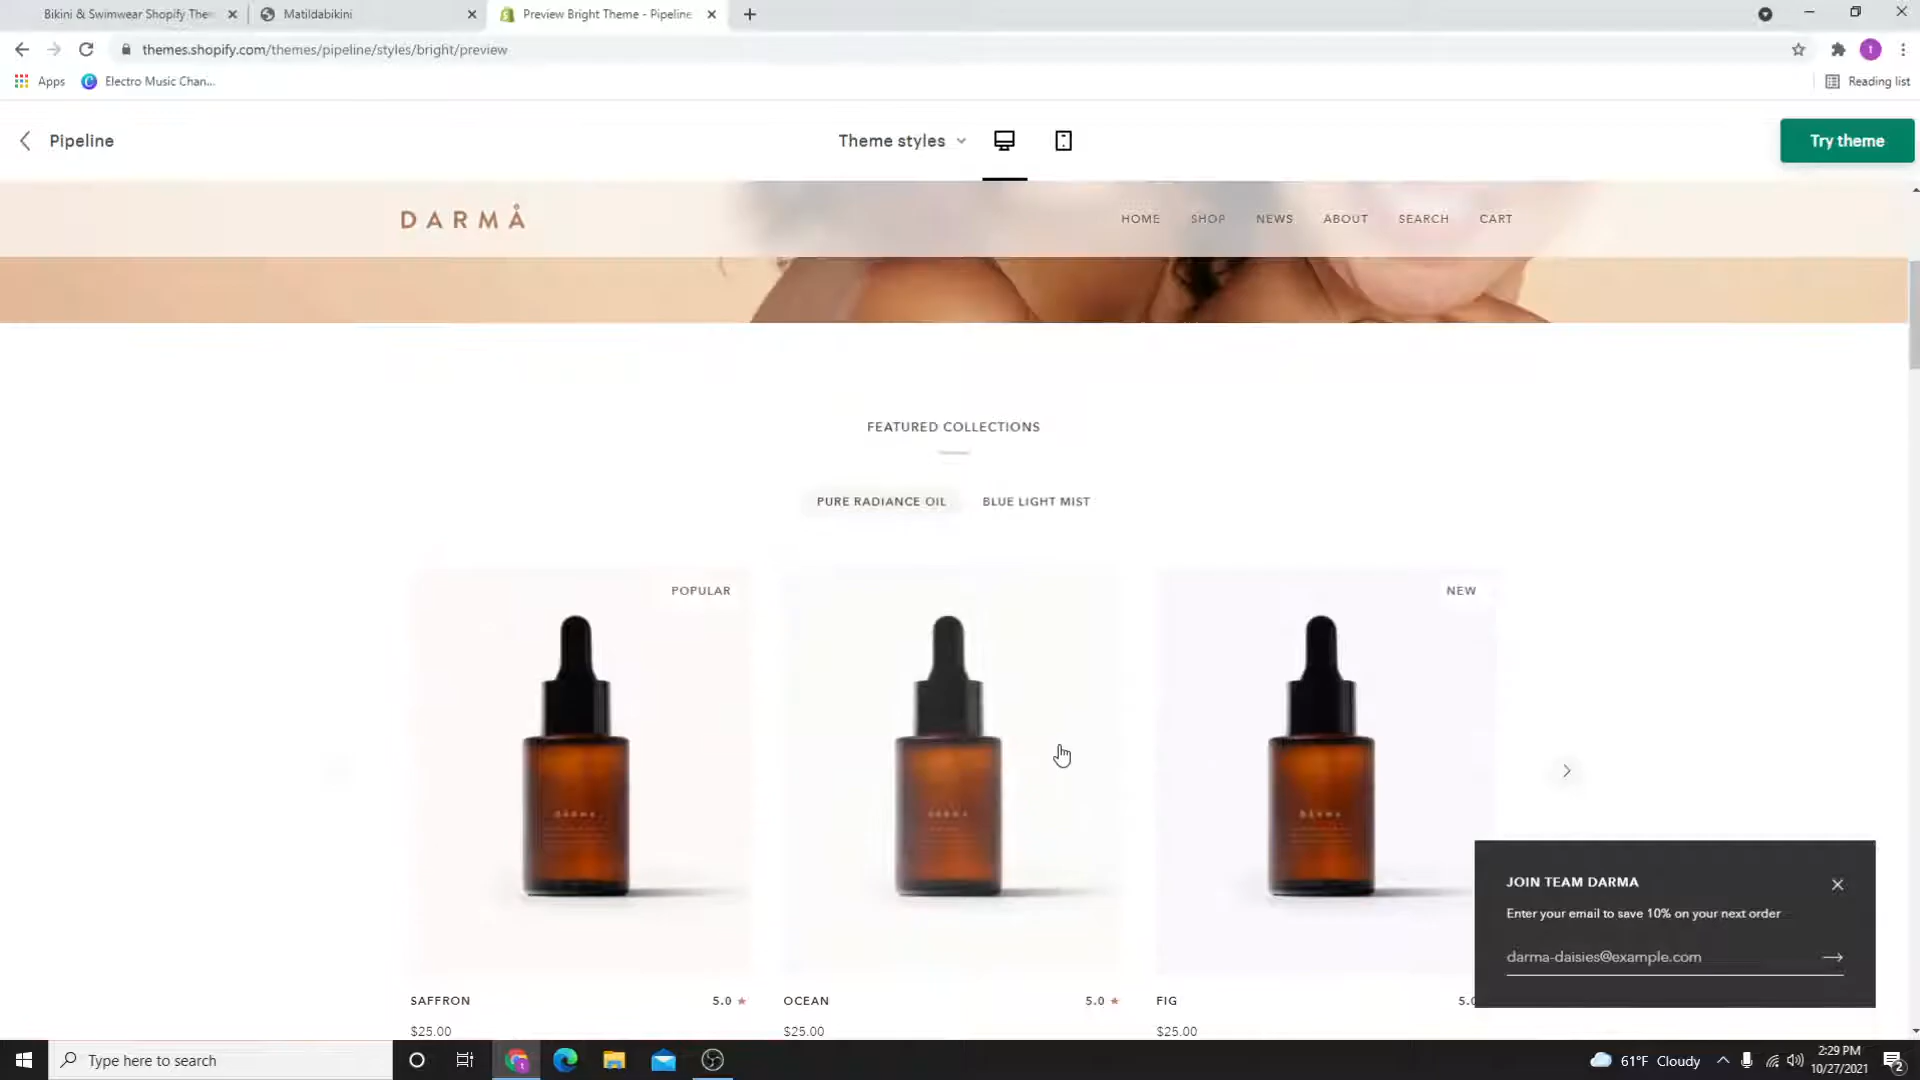 Bikini & Swimwear Shopify The
Matildabikini
Preview Bright Theme - Pipeline
themes.shopify.com/themes/pipeline/styles/bright/preview
t
Apps
Electro Music Chan...
Reading list
Pipeline
Theme styles
Try theme
DARMÅ
HOME
SHOP
NEWS
ABOUT
SEARCH
CART
FEATURED COLLECTIONS
PURE RADIANCE OIL
BLUE LIGHT MIST
POPULAR
NEW
JOIN TEAM DARMA
Enter your email to save 10% on your next order
darma-daisies@example.com
SAFFRON
5.0
OCEAN
5.0
FIG
$25.00
$25.00
$25.00
Type here to search
61°F Cloudy
2:29 PM
10/27/2021
2